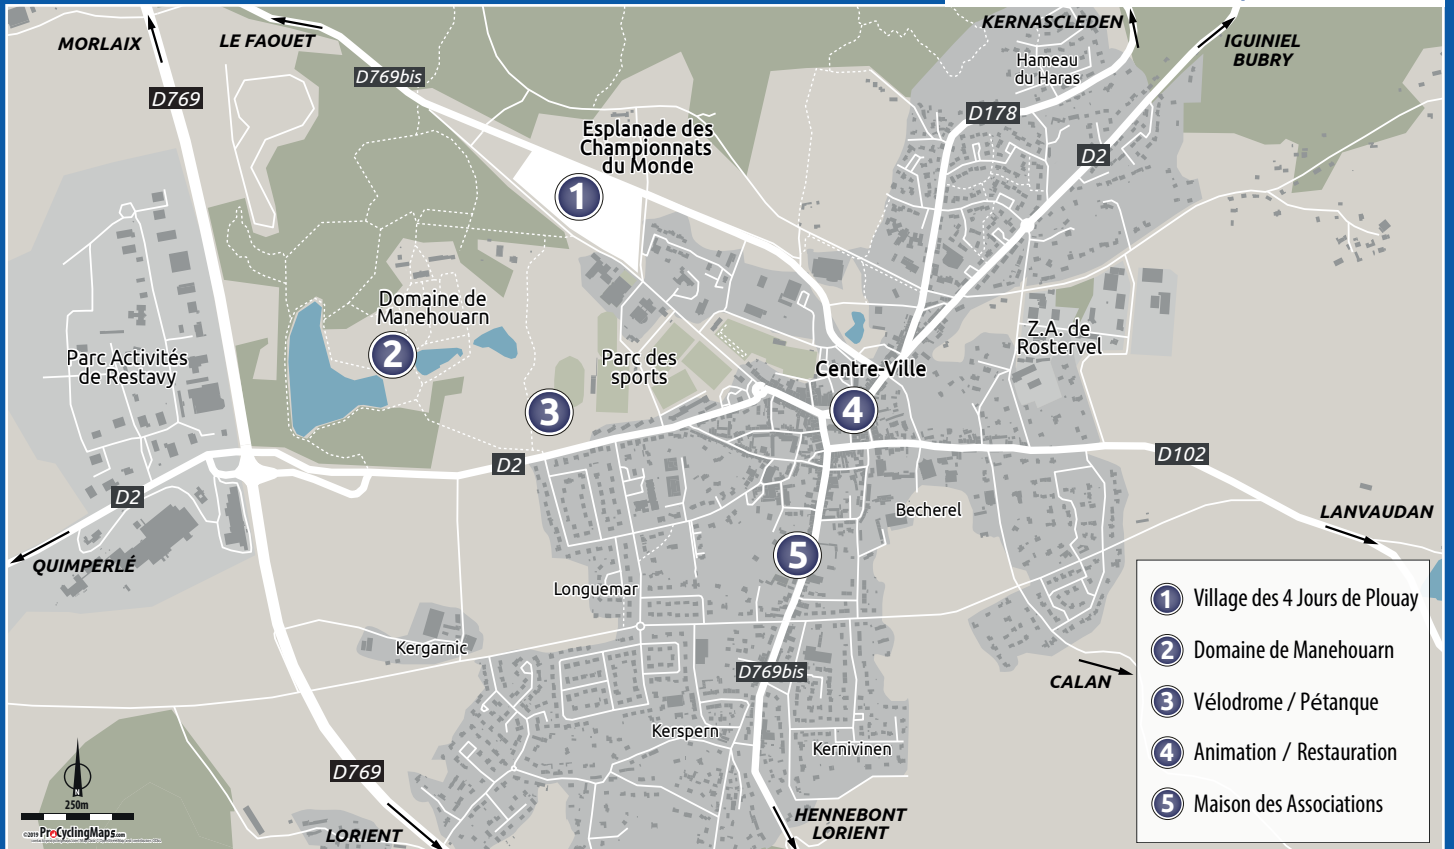 KERNASCLEDEN
MORLAIX
LE FAOUET
IGUINIEL
BUBRY
Hameau
du Haras
D769bis
D769
D178
Esplanade des
Championnats
du Monde
D2
1
Domaine de
Manehouarn
Z.A. de
Rostervel
2
Parc Activités
de Restavy
Parc des
sports
Centre-Ville
3
4
D102
D2
D2
Becherel
LANVAUDAN
QUIMPERLÉ
5
Longuemar
Kergarnic
D769bis
CALAN
Kerspern
Kernivinen
D769
HENNEBONT
LORIENT
LORIENT
1 Village des 4 Jours de Plouay
2 Domaine de Manehouarn
3 Vélodrome / Pétanque
4 Animation / Restauration
5 Maison des Associations
N
250m
©2019 ProCyclingMaps.com